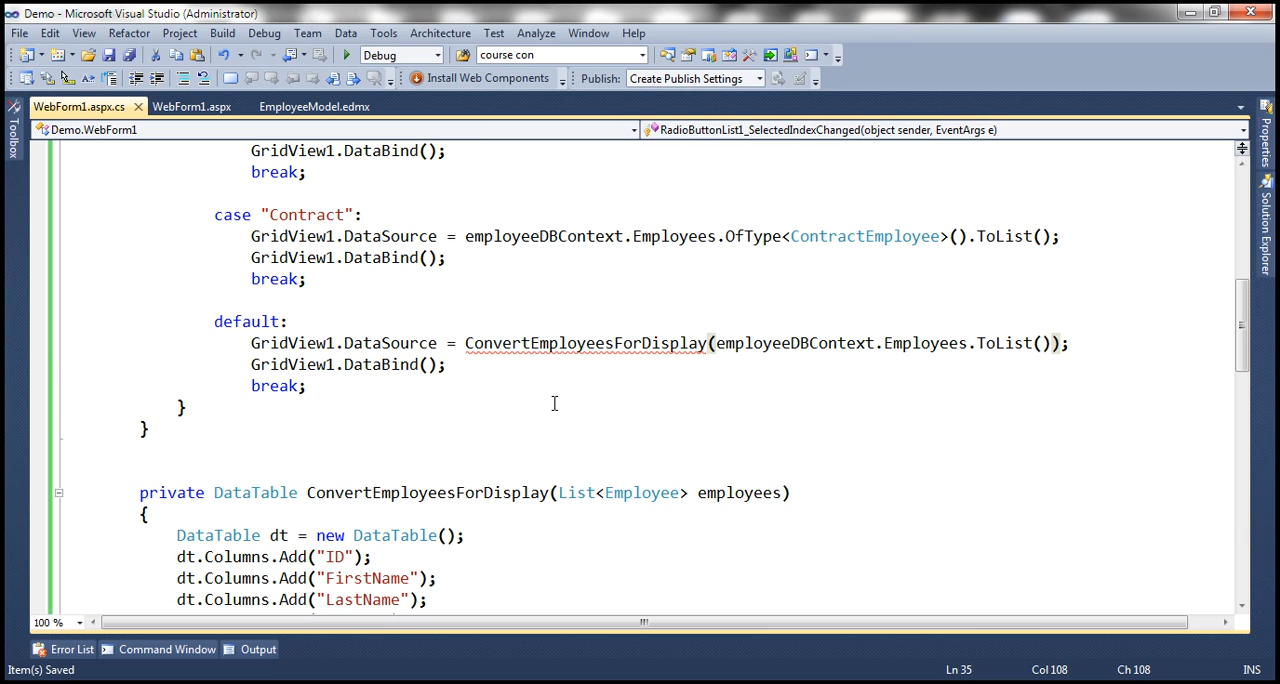 Demo - Microsoft Visual Studio (Administrator)
File Edit View Refactor Project Build Debug Team Data Tools Architecture Test Analyze Window Help
Debug course con
Install Web Components Publish: Create Publish Settings
WebForm1.aspx.cs WebForm1.aspx EmployeeModel.edmx
Demo.WebForm1 RadioButtonList1_SelectedIndexChanged(object sender, EventArgs e)
Toolbox
Properties
Solution Explorer
GridView1.DataBind();
break;
case "Contract":
GridView1.DataSource = employeeDBContext.Employees.OfType<ContractEmployee>().ToList();
GridView1.DataBind();
break;
default:
GridView1.DataSource = ConvertEmployeesForDisplay(employeeDBContext.Employees.ToList());
GridView1.DataBind();
break;
}
}
private DataTable ConvertEmployeesForDisplay(List<Employee> employees)
{
DataTable dt = new DataTable();
dt.Columns.Add("ID");
dt.Columns.Add("FirstName");
dt.Columns.Add("LastName");
100 %
Error List Command Window Output
Item(s) Saved Ln 35 Col 108 Ch 108 INS